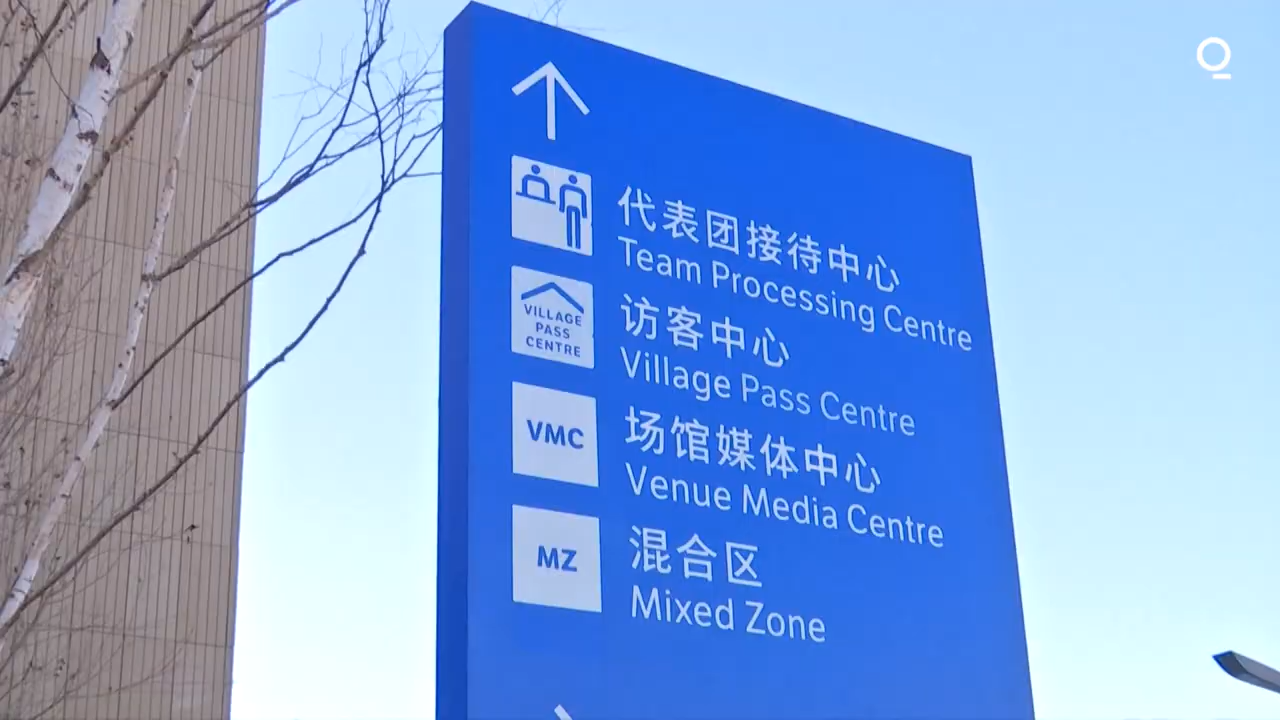 代表团接待中心
Team Processing Centre
VILLAGE
PASS
CENTRE
访客中心
Village Pass Centre
VMC
场馆媒体中心
Venue Media Centre
MZ
混合区
Mixed Zone